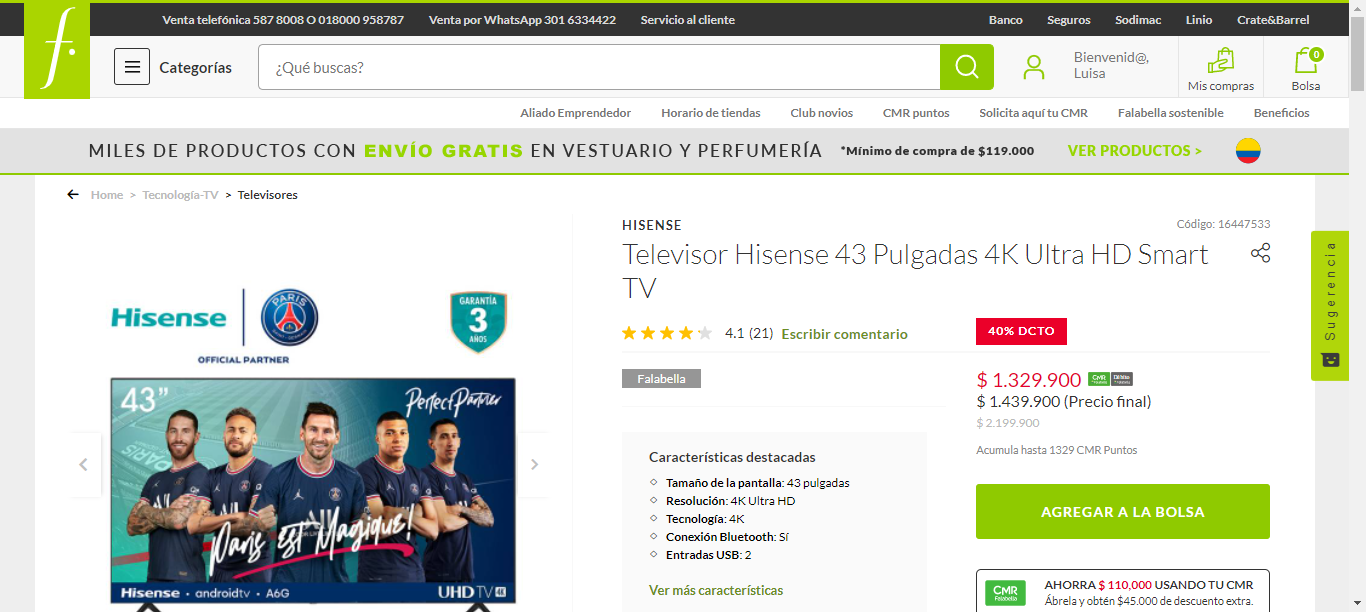 Venta telefónica 587 8008 O 018000 958787
Venta por WhatsApp 301 6334422
Servicio al cliente
Banco
Seguros
Sodimac
Linio
Crate&Barrel
f.
Categorías
¿Qué buscas?
Bienvenid@,
Luisa
Mis compras
0
Bolsa
Aliado Emprendedor
Horario de tiendas
Club novios
CMR puntos
Solicita aquí tu CMR
Falabella sostenible
Beneficios
MILES DE PRODUCTOS CON ENVÍO GRATIS EN VESTUARIO Y PERFUMERÍA *Mínimo de compra de $119.000 VER PRODUCTOS >
Home > Tecnología-TV > Televisores
Hisense
PARIS
OFFICIAL PARTNER
GARANTÍA
3
AÑOS
43”
Perfect Partner
Paris est Magique!
Hisense • androidtv • A6G
UHD TV 4K
HISENSE
Código: 16447533
Televisor Hisense 43 Pulgadas 4K Ultra HD Smart
TV
4.1 (21) Escribir comentario
Falabella
40% DCTO
$ 1.329.900 CMR
$ 1.439.900 (Precio final)
$ 2.199.900
Acumula hasta 1329 CMR Puntos
Características destacadas
Tamaño de la pantalla: 43 pulgadas
Resolución: 4K Ultra HD
Tecnología: 4K
Conexión Bluetooth: Sí
Entradas USB: 2
Ver más características
AGREGAR A LA BOLSA
CMR
Falabella
AHORRA $ 110,000 USANDO TU CMR
Ábrela y obtén $45.000 de descuento extra.
Sugerencia